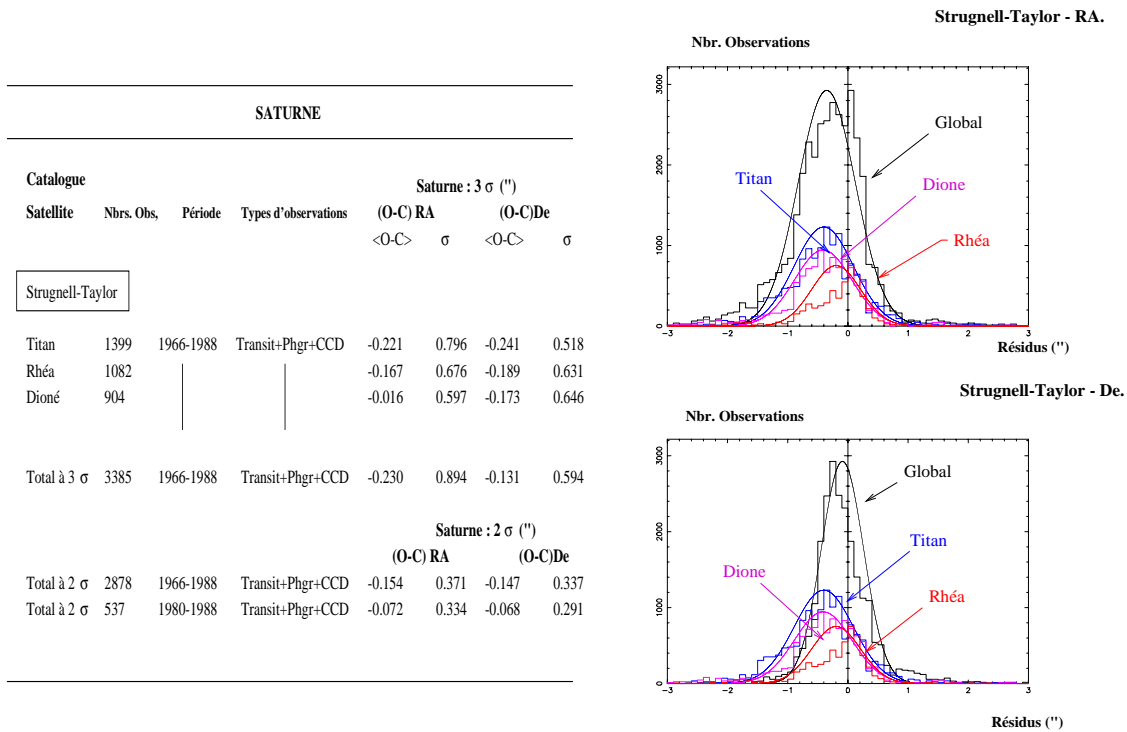 SATURNE
Catalogue
Saturne : 3 σ (")
Satellite Nbrs. Obs, Période Types d'observations (O-C) RA (O-C)De
<O-C> σ <O-C> σ
Strugnell-Taylor
Titan 1399 1966-1988 Transit+Phgr+CCD -0.221 0.796 -0.241 0.518
Rhéa 1082 -0.167 0.676 -0.189 0.631
Dioné 904 -0.016 0.597 -0.173 0.646
Total à 3 σ 3385 1966-1988 Transit+Phgr+CCD -0.230 0.894 -0.131 0.594
Saturne : 2 σ (")
(O-C) RA (O-C)De
Total à 2 σ 2878 1966-1988 Transit+Phgr+CCD -0.154 0.371 -0.147 0.337
Total à 2 σ 537 1980-1988 Transit+Phgr+CCD -0.072 0.334 -0.068 0.291
Strugnell-Taylor - RA.
Nbr. Observations
3000
2000
1000
0
Global
Titan
Dione
Rhéa
−3 −2 −1 0 1 2 3
Résidus (")
Strugnell-Taylor - De.
Nbr. Observations
3000
2000
1000
0
Global
Titan
Dione
Rhéa
−3 −2 −1 0 1 2 3
Résidus (")